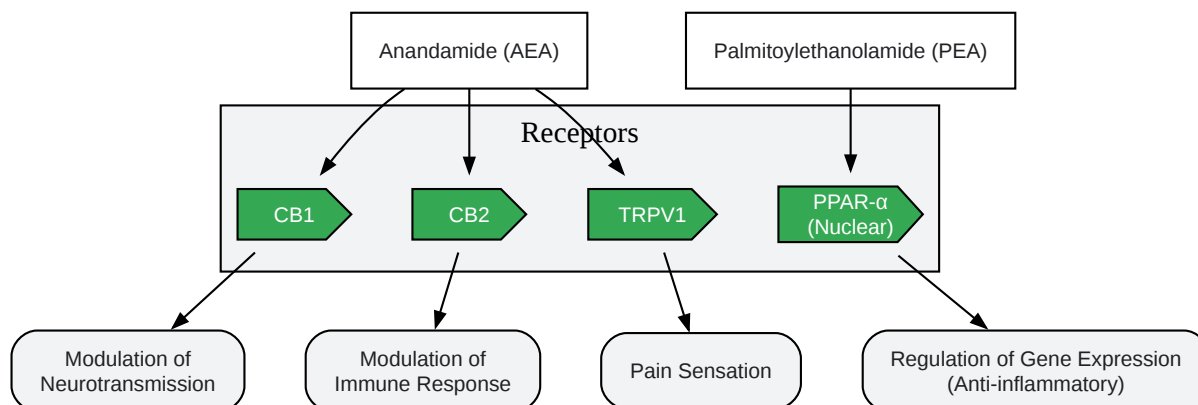 Anandamide (AEA)
Palmitoylethanolamide (PEA)
Receptors
CB1
CB2
TRPV1
PPAR-α
(Nuclear)
Modulation of
Neurotransmission
Modulation of
Immune Response
Pain Sensation
Regulation of Gene Expression
(Anti-inflammatory)